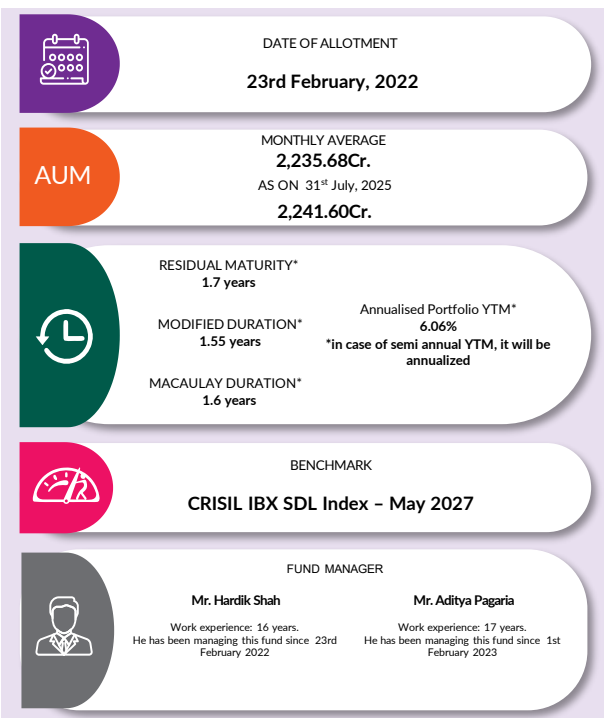 DATE OF ALLOTMENT
23rd February, 2022
AUM
MONTHLY AVERAGE
2,235.68Cr.
AS ON 31st July, 2025
2,241.60Cr.
RESIDUAL MATURITY*
1.7 years
MODIFIED DURATION*
1.55 years
MACAULAY DURATION*
1.6 years
Annualised Portfolio YTM*
6.06%
*in case of semi annual YTM, it will be
annualized
BENCHMARK
CRISIL IBX SDL Index – May 2027
FUND MANAGER
Mr. Hardik Shah
Work experience: 16 years.
He has been managing this fund since 23rd
February 2022
Mr. Aditya Pagaria
Work experience: 17 years.
He has been managing this fund since 1st
February 2023